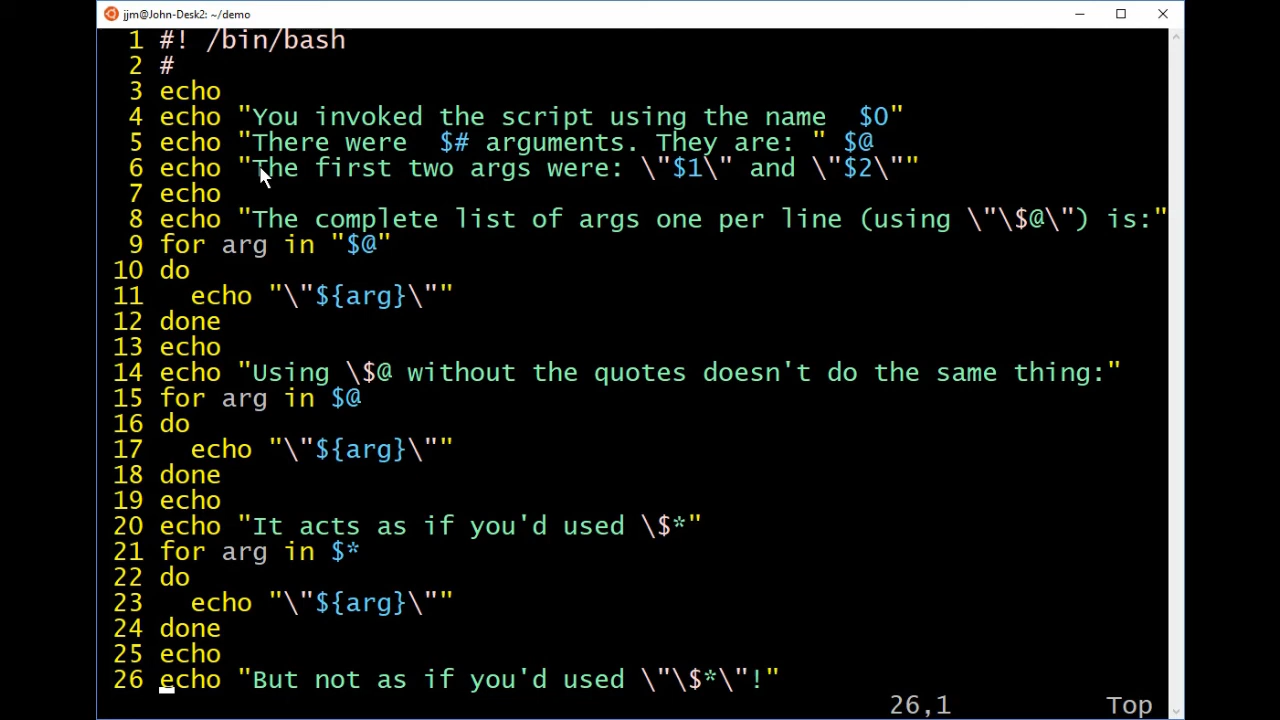 jjm@John-Desk2: ~/demo
1 #! /bin/bash
2 #
3 echo
4 echo "You invoked the script using the name  $0"
5 echo "There were  $# arguments. They are: " $@
6 echo "The first two args were: \"$1\" and \"$2\""
7 echo
8 echo "The complete list of args one per line (using \"\$@\") is:"
9 for arg in "$@"
10 do
11   echo "\"${arg}\""
12 done
13 echo
14 echo "Using \$@ without the quotes doesn't do the same thing:"
15 for arg in $@
16 do
17   echo "\"${arg}\""
18 done
19 echo
20 echo "It acts as if you'd used \$*"
21 for arg in $*
22 do
23   echo "\"${arg}\""
24 done
25 echo
26 echo "But not as if you'd used \"\$*\"!"
26,1 Top